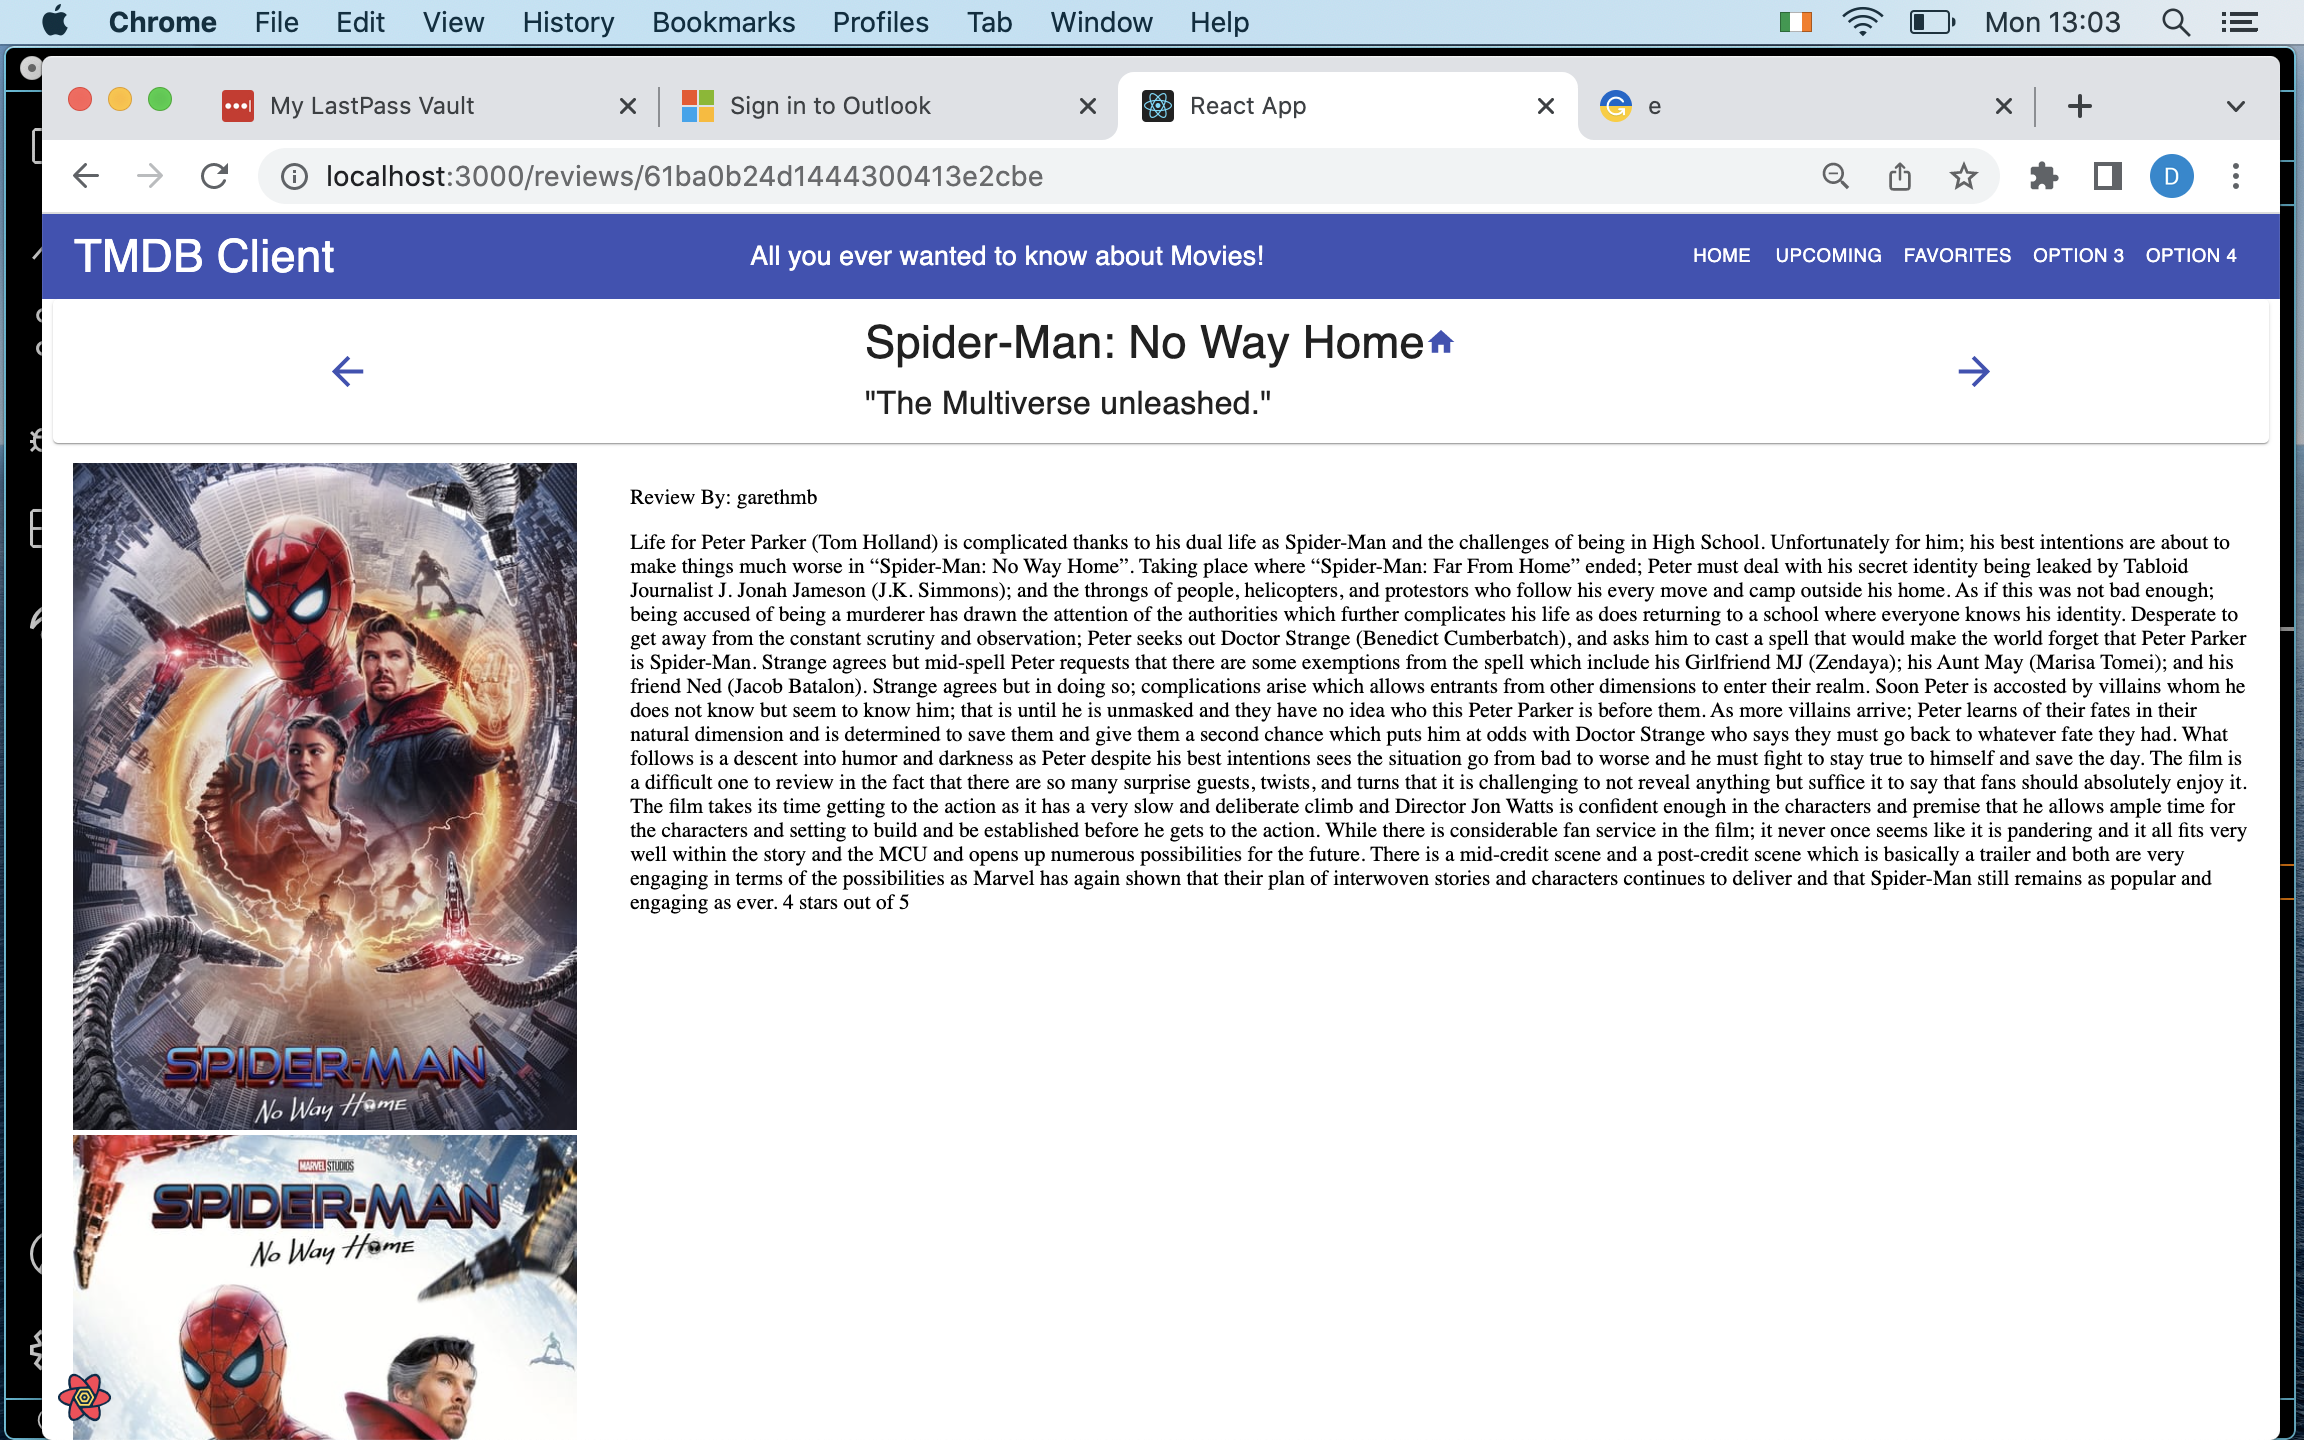 Chrome File Edit View History Bookmarks Profiles Tab Window Help Mon 13:03
My LastPass Vault Sign in to Outlook React App e
localhost:3000/reviews/61ba0b24d1444300413e2cbe D
TMDB Client All you ever wanted to know about Movies! HOME UPCOMING FAVORITES OPTION 3 OPTION 4
Spider-Man: No Way Home
"The Multiverse unleashed."
Review By: garethmb
Life for Peter Parker (Tom Holland) is complicated thanks to his dual life as Spider-Man and the challenges of being in High School. Unfortunately for him; his best intentions are about to
make things much worse in “Spider-Man: No Way Home”. Taking place where “Spider-Man: Far From Home” ended; Peter must deal with his secret identity being leaked by Tabloid
Journalist J. Jonah Jameson (J.K. Simmons); and the throngs of people, helicopters, and protestors who follow his every move and camp outside his home. As if this was not bad enough;
being accused of being a murderer has drawn the attention of the authorities which further complicates his life as does returning to a school where everyone knows his identity. Desperate to
get away from the constant scrutiny and observation; Peter seeks out Doctor Strange (Benedict Cumberbatch), and asks him to cast a spell that would make the world forget that Peter Parker
is Spider-Man. Strange agrees but mid-spell Peter requests that there are some exemptions from the spell which include his Girlfriend MJ (Zendaya); his Aunt May (Marisa Tomei); and his
friend Ned (Jacob Batalon). Strange agrees but in doing so; complications arise which allows entrants from other dimensions to enter their realm. Soon Peter is accosted by villains whom he
does not know but seem to know him; that is until he is unmasked and they have no idea who this Peter Parker is before them. As more villains arrive; Peter learns of their fates in their
natural dimension and is determined to save them and give them a second chance which puts him at odds with Doctor Strange who says they must go back to whatever fate they had. What
follows is a descent into humor and darkness as Peter despite his best intentions sees the situation go from bad to worse and he must fight to stay true to himself and save the day. The film is
a difficult one to review in the fact that there are so many surprise guests, twists, and turns that it is challenging to not reveal anything but suffice it to say that fans should absolutely enjoy it.
The film takes its time getting to the action as it has a very slow and deliberate climb and Director Jon Watts is confident enough in the characters and premise that he allows ample time for
the characters and setting to build and be established before he gets to the action. While there is considerable fan service in the film; it never once seems like it is pandering and it all fits very
well within the story and the MCU and opens up numerous possibilities for the future. There is a mid-credit scene and a post-credit scene which is basically a trailer and both are very
engaging in terms of the possibilities as Marvel has again shown that their plan of interwoven stories and characters continues to deliver and that Spider-Man still remains as popular and
engaging as ever. 4 stars out of 5
SPIDER-MAN
No Way Home
MARVEL STUDIOS
SPIDER-MAN
No Way Home